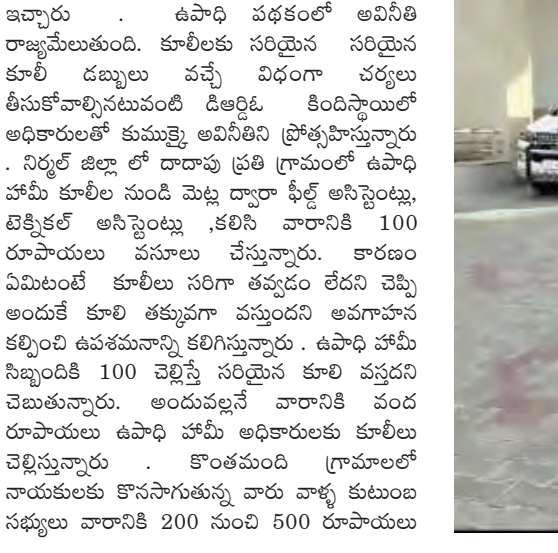 ఇచ్చారు . ఉపాధి పథకంలో అవినీతి
రాజ్యమేలుతుంది. కూలీలకు సరియైన సరియైన
కూలీ డబ్బులు వచ్చే విధంగా చర్యలు
తీసుకోవాల్సినటువంటి డిఆర్డిఓ కిందిస్థాయిలో
అధికారులతో కుముక్కై అవినీతిని ప్రోత్సహిస్తున్నారు
. నిర్మల్ జిల్లా లో దాదాపు ప్రతి గ్రామంలో ఉపాధి
హామీ కూలీల నుండి మెట్ల ద్వారా ఫీల్డ్ అసిస్టెంట్లు,
టెక్నికల్ అసిస్టెంట్లు ,కలిసి వారానికి 100
రూపాయలు వసూలు చేస్తున్నారు. కారణం
ఏమిటంటే కూలీలు సరిగా తవ్వడం లేదని చెప్పి
అందుకే కూలి తక్కువగా వస్తుందని అవగాహన
కల్పించి ఉపశమనాన్ని కలిగిస్తున్నారు . ఉపాధి హామీ
సిబ్బందికి 100 చెల్లిస్తే సరియైన కూలి వస్తదని
చెబుతున్నారు. అందువల్లనే వారానికి వంద
రూపాయలు ఉపాధి హామీ అధికారులకు కూలీలు
చెల్లిస్తున్నారు . కొంతమంది గ్రామాలలో
నాయకులకు కొనసాగుతున్న వారు వాళ్ళ కుటుంబ
సభ్యులు వారానికి 200 నుంచి 500 రూపాయలు